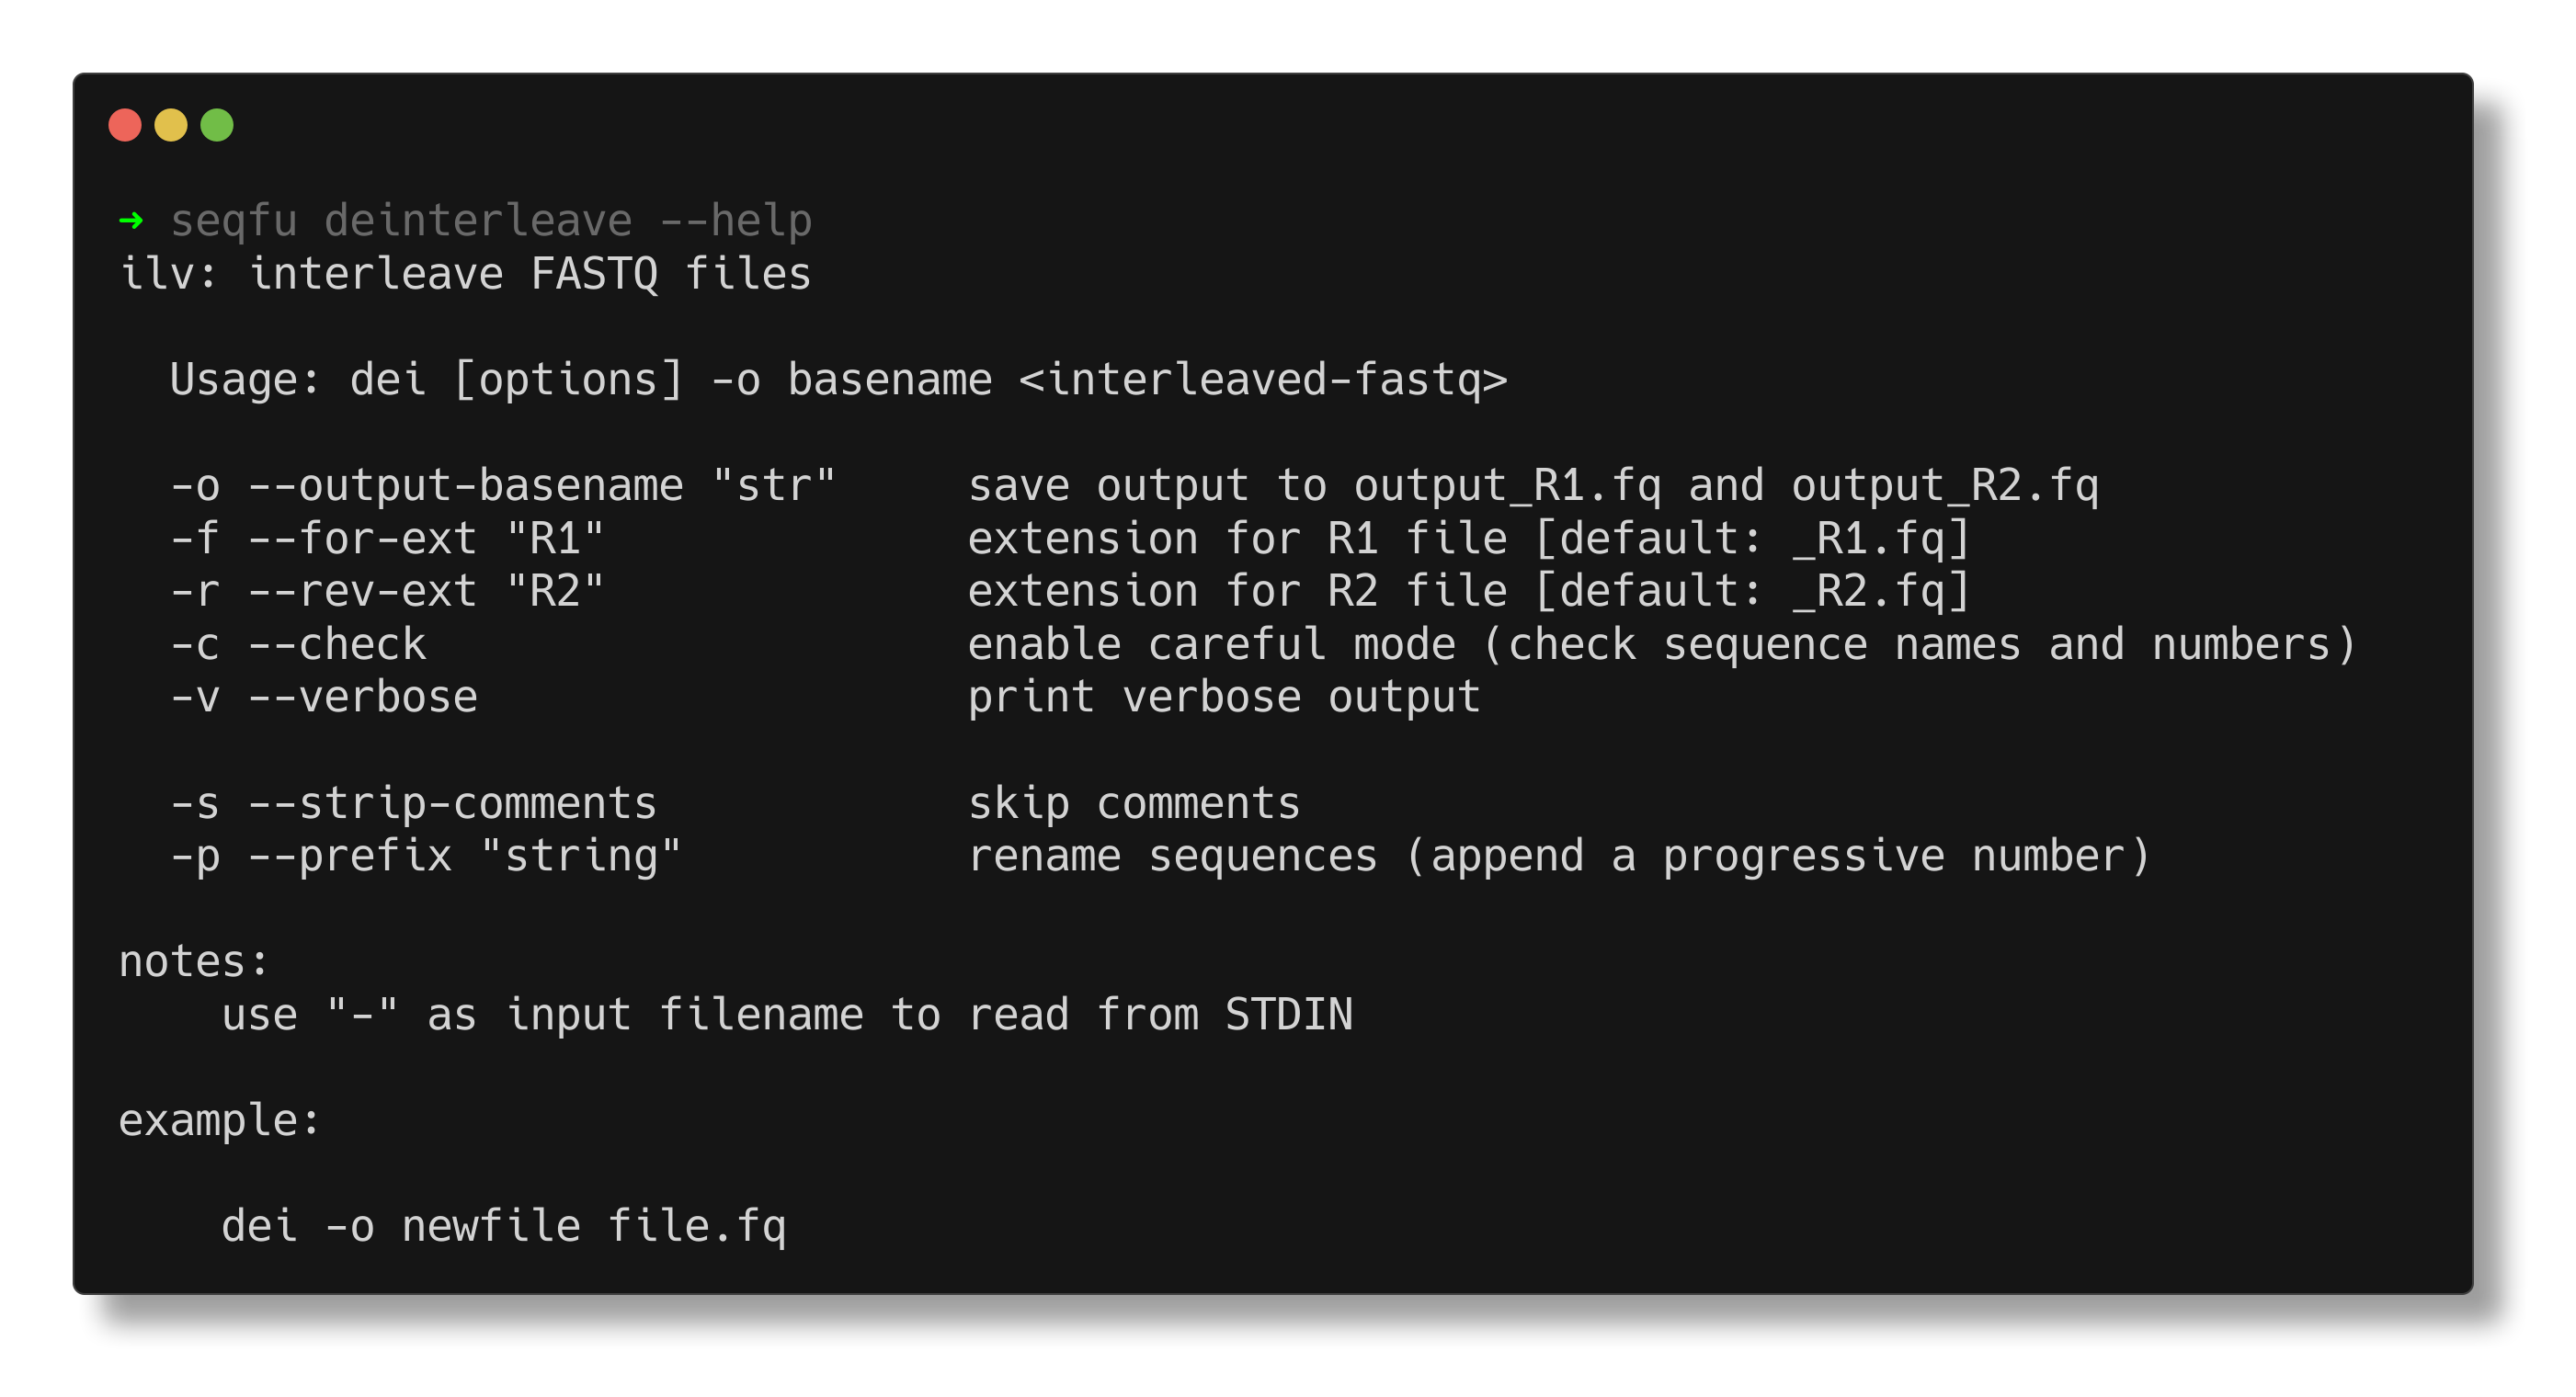 ➜ seqfu deinterleave --help
ilv: interleave FASTQ files

  Usage: dei [options] -o basename <interleaved-fastq>

  -o --output-basename "str"     save output to output_R1.fq and output_R2.fq
  -f --for-ext "R1"              extension for R1 file [default: _R1.fq]
  -r --rev-ext "R2"              extension for R2 file [default: _R2.fq]
  -c --check                     enable careful mode (check sequence names and numbers)
  -v --verbose                   print verbose output

  -s --strip-comments            skip comments
  -p --prefix "string"           rename sequences (append a progressive number)

notes:
    use "-" as input filename to read from STDIN

example:

    dei -o newfile file.fq